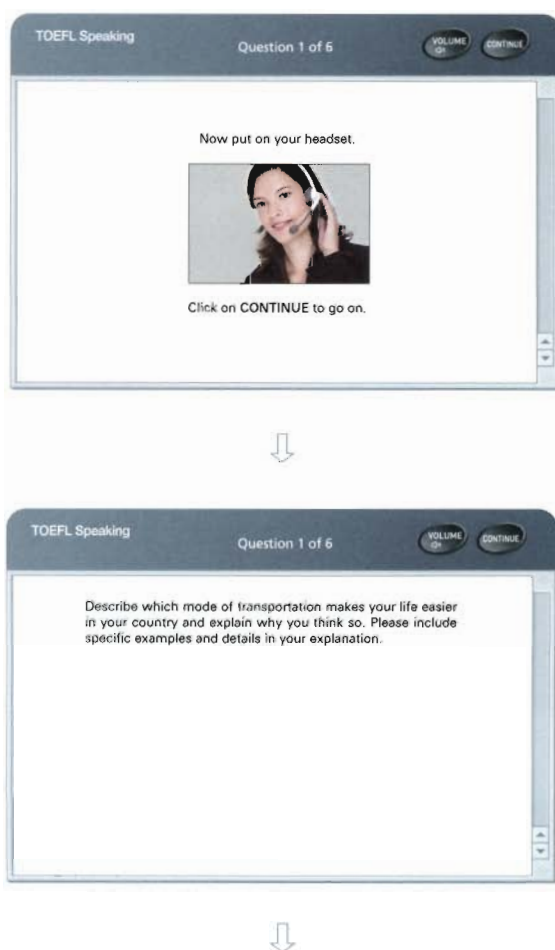 TOEFL Speaking
Question 1 of 6
VOLUME
CONTINUE
Now put on your headset.
Click on CONTINUE to go on.
TOEFL Speaking
Question 1 of 6
VOLUME
CONTINUE
Describe which mode of transportation makes your life easier
in your country and explain why you think so. Please include
specific examples and details in your explanation.